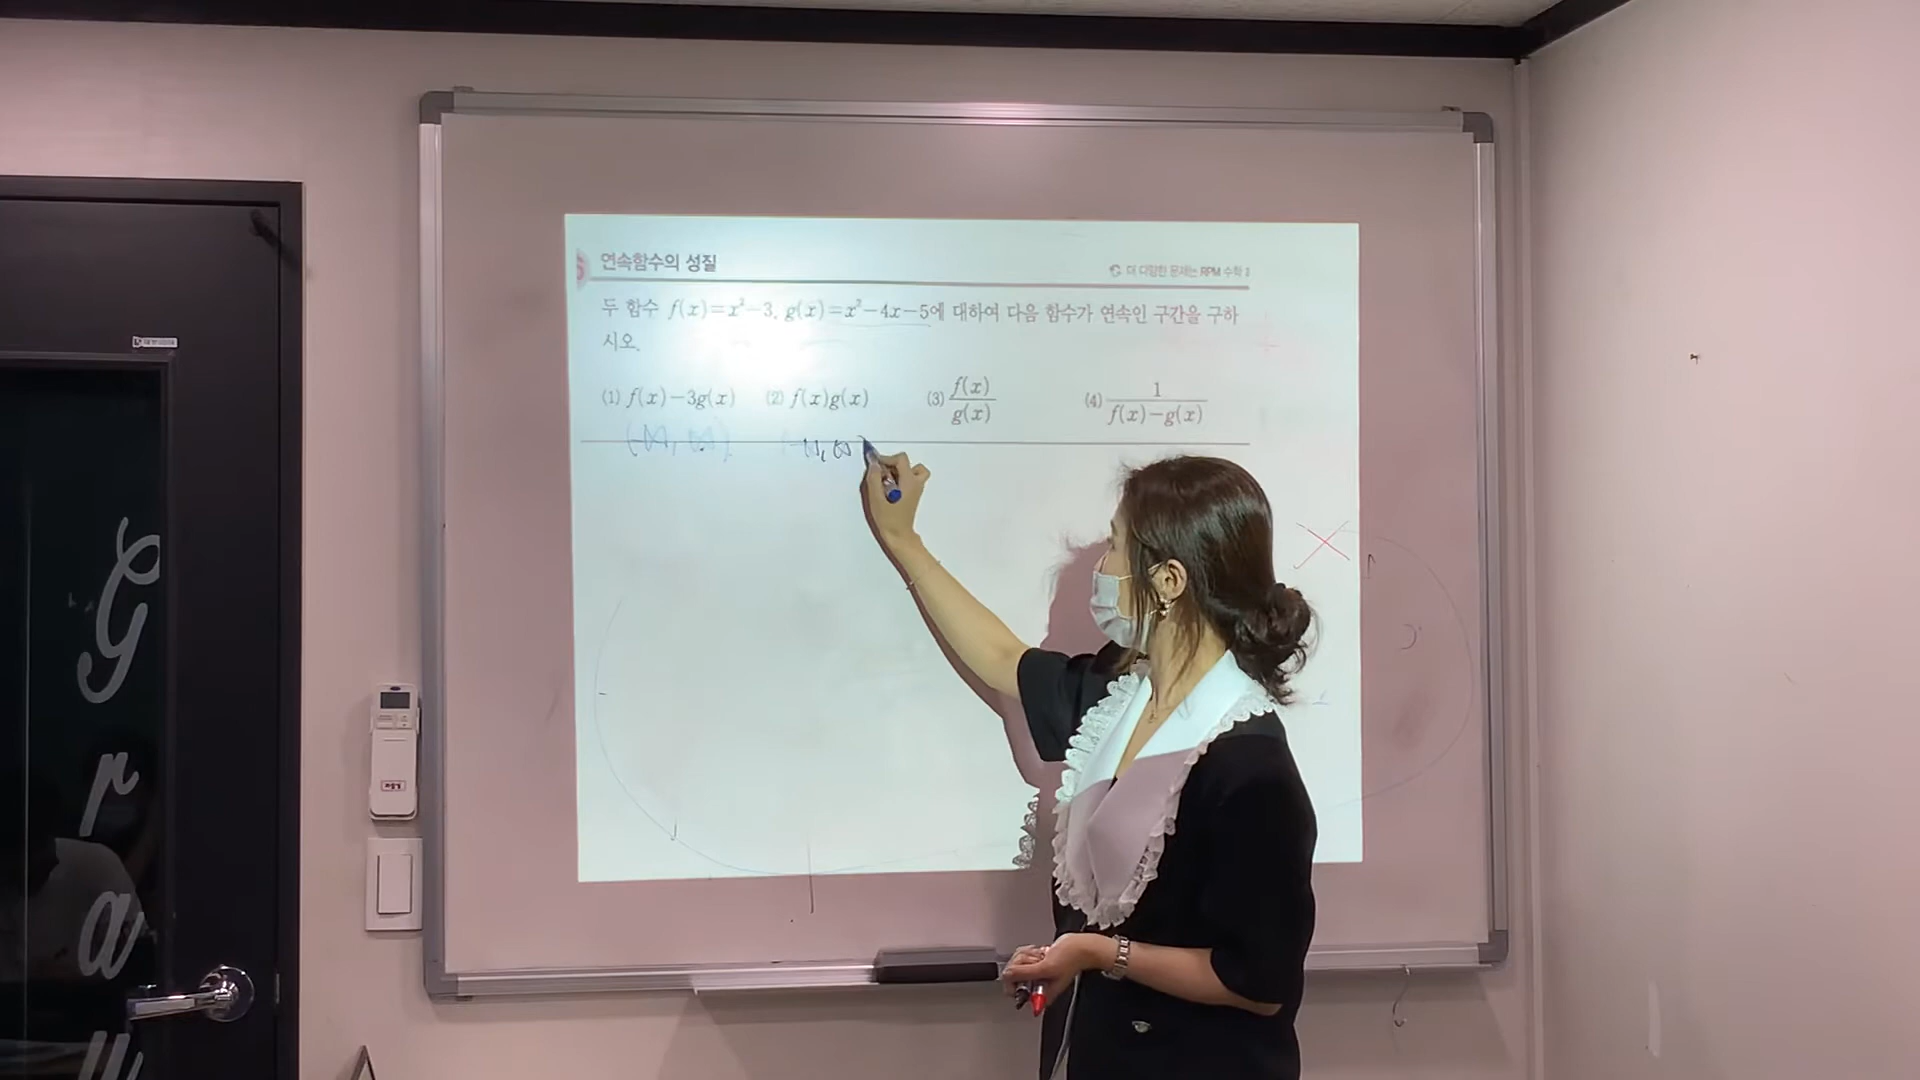 연속함수의 성질
더 다양한 문제는 RPM 수학 Ⅱ
두 함수 f(x)=x²-3, g(x)=x²-4x-5에 대하여 다음 함수가 연속인 구간을 구하
시오.
(1) f(x)-3g(x) (2) f(x)g(x) (3) f(x)/g(x) (4) 1/(f(x)-g(x))
(-∞, ∞) (-∞, ∞
Gray